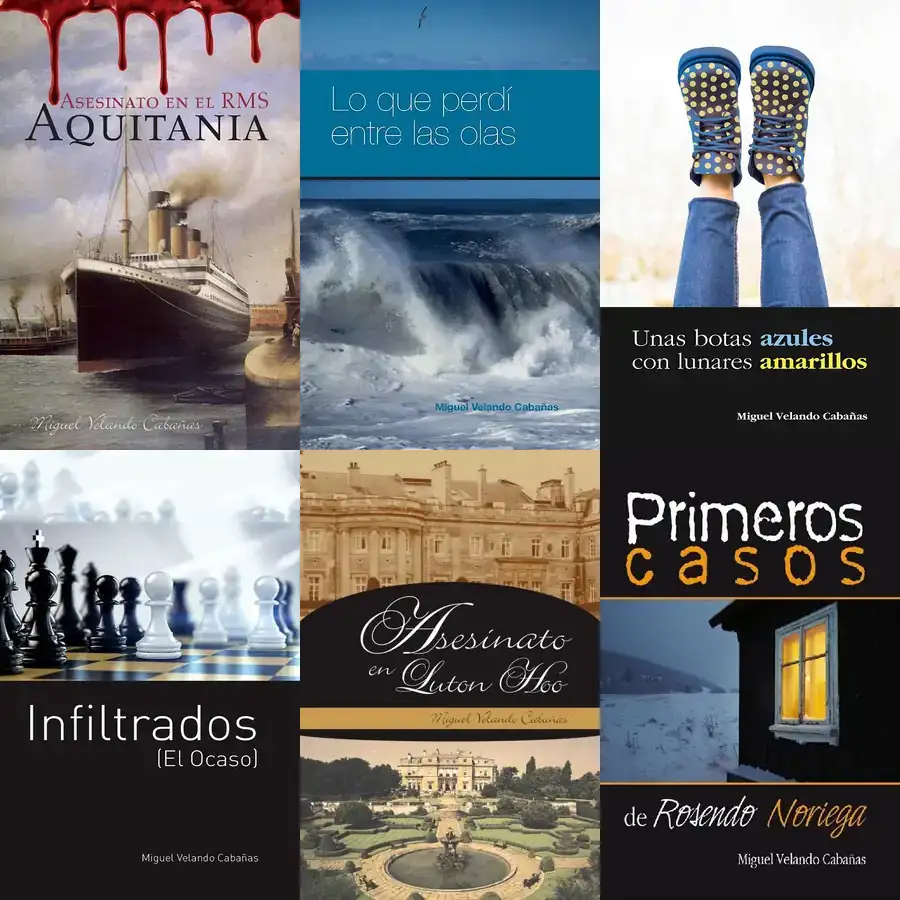 Asesinato en el RMS
Aquitania
Miguel Velando Cabañas
Lo que perdí
entre las olas
Miguel Velando Cabañas
Unas botas azules
con lunares amarillos
Miguel Velando Cabañas
Infiltrados
(El Ocaso)
Miguel Velando Cabañas
Asesinato
en Luton Hoo
Miguel Velando Cabañas
Primeros
casos
de Rosendo Noriega
Miguel Velando Cabañas